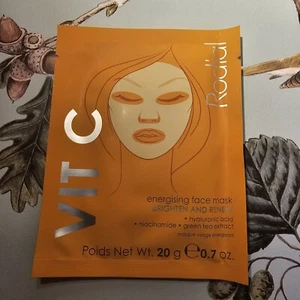 Rodial
VIT C
energising face mask
BRIGHTEN AND
• hyaluronic acid
• niacinamide • green tea extract
Poids Net Wt. 20 g ℮ 0.7 oz.